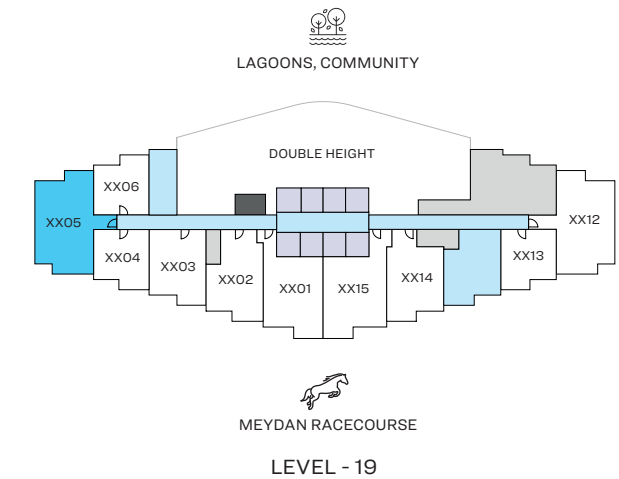 LAGOONS, COMMUNITY
DOUBLE HEIGHT
XX06
XX05
XX12
XX04
XX13
XX03
XX02
XX14
XX01
XX15
MEYDAN RACECOURSE
LEVEL - 19